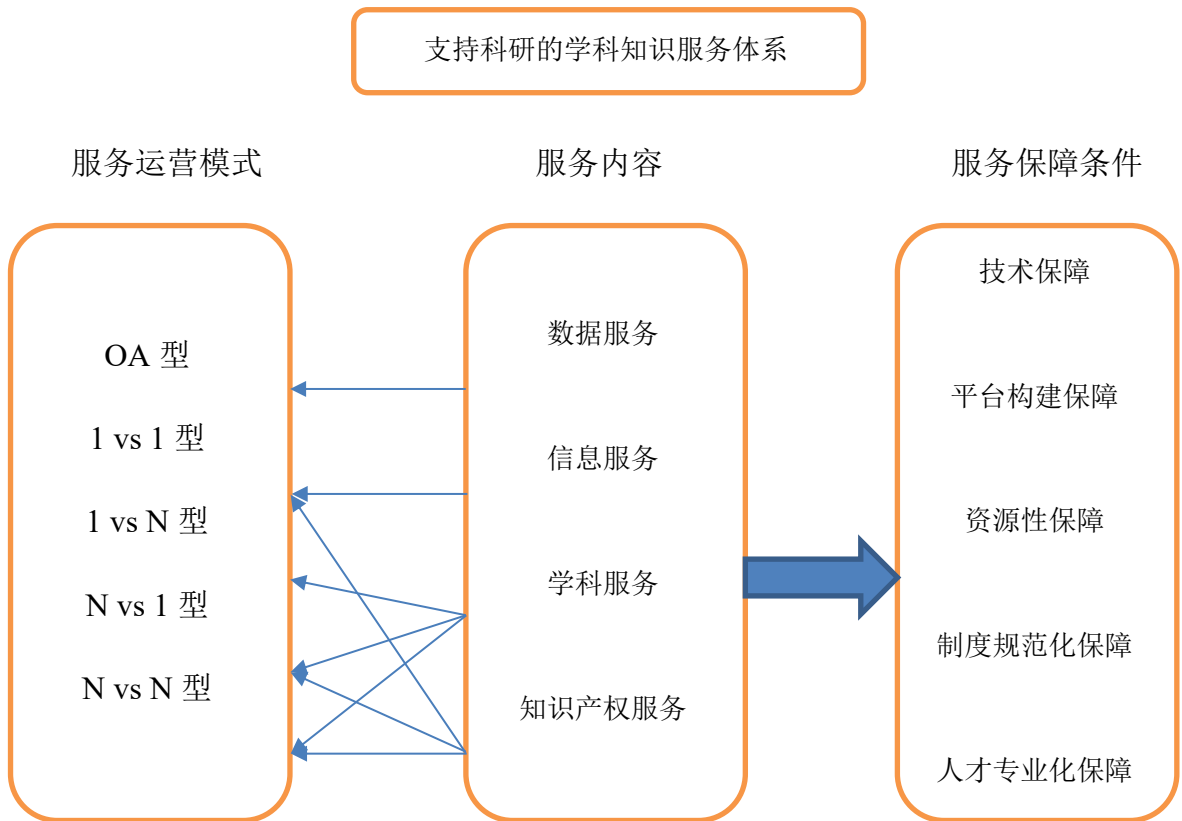 支持科研的学科知识服务体系
服务运营模式
服务内容
服务保障条件
OA 型
1 vs 1 型
1 vs N 型
N vs 1 型
N vs N 型
数据服务
信息服务
学科服务
知识产权服务
技术保障
平台构建保障
资源性保障
制度规范化保障
人才专业化保障